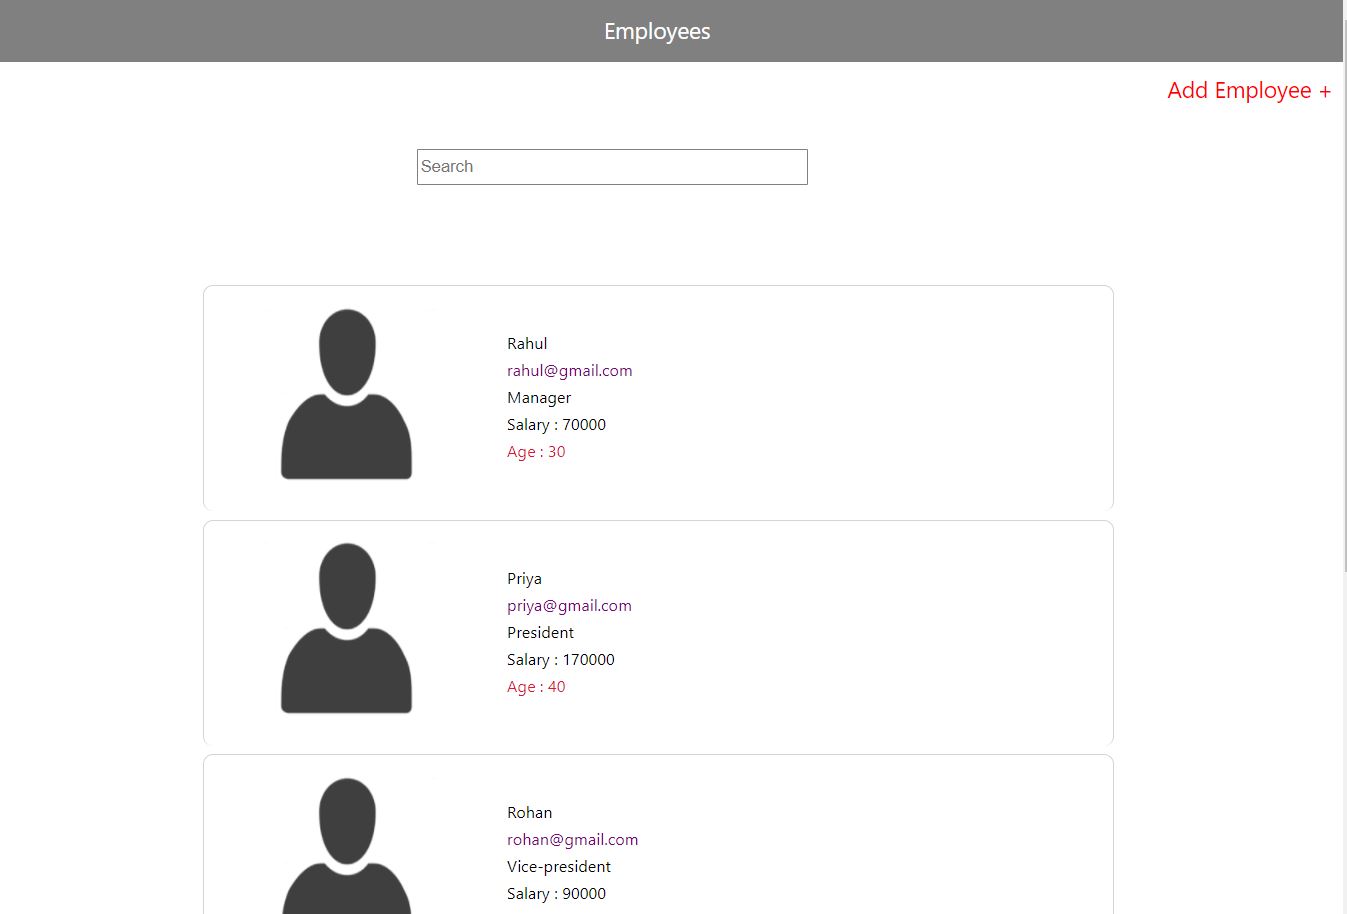 Employees
Add Employee +
Search
Rahul
rahul@gmail.com
Manager
Salary : 70000
Age : 30
Priya
priya@gmail.com
President
Salary : 170000
Age : 40
Rohan
rohan@gmail.com
Vice-president
Salary : 90000